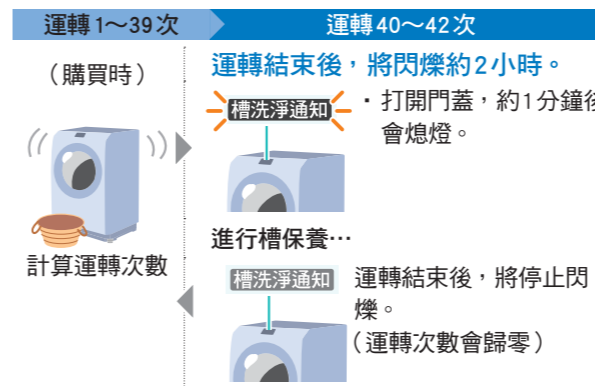 運轉1～39次
運轉40～42次
（購買時）
計算運轉次數
運轉結束後，將閃爍約2小時。
槽洗淨通知
・打開門蓋，約1分鐘後
會熄燈。
進行槽保養…
槽洗淨通知
運轉結束後，將停止閃
爍。
（運轉次數會歸零）